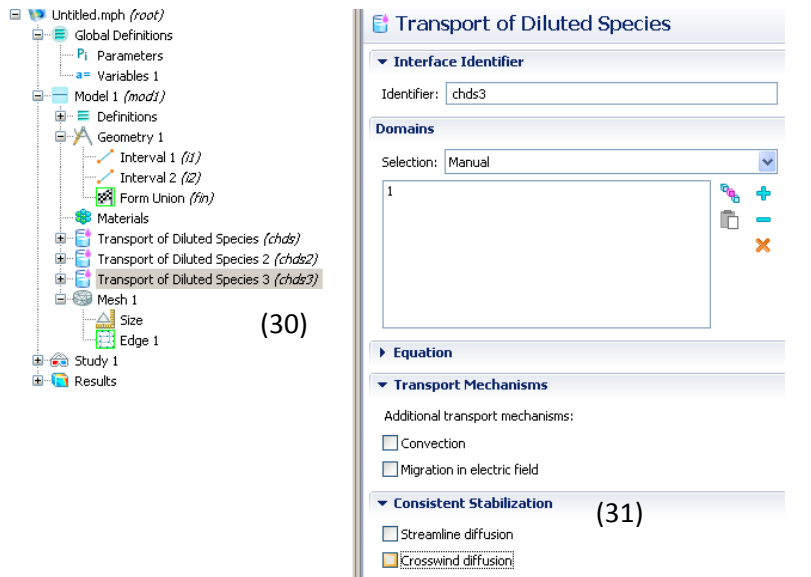 Untitled.mph (root)
Global Definitions
Pi Parameters
a= Variables 1
Model 1 (mod1)
Definitions
Geometry 1
Interval 1 (i1)
Interval 2 (i2)
Form Union (fin)
Materials
Transport of Diluted Species (chds)
Transport of Diluted Species 2 (chds2)
Transport of Diluted Species 3 (chds3)
Mesh 1
Size
Edge 1
Study 1
Results
(30)
Transport of Diluted Species
Interface Identifier
Identifier: chds3
Domains
Selection: Manual
1
Equation
Transport Mechanisms
Additional transport mechanisms:
Convection
Migration in electric field
Consistent Stabilization
(31)
Streamline diffusion
Crosswind diffusion